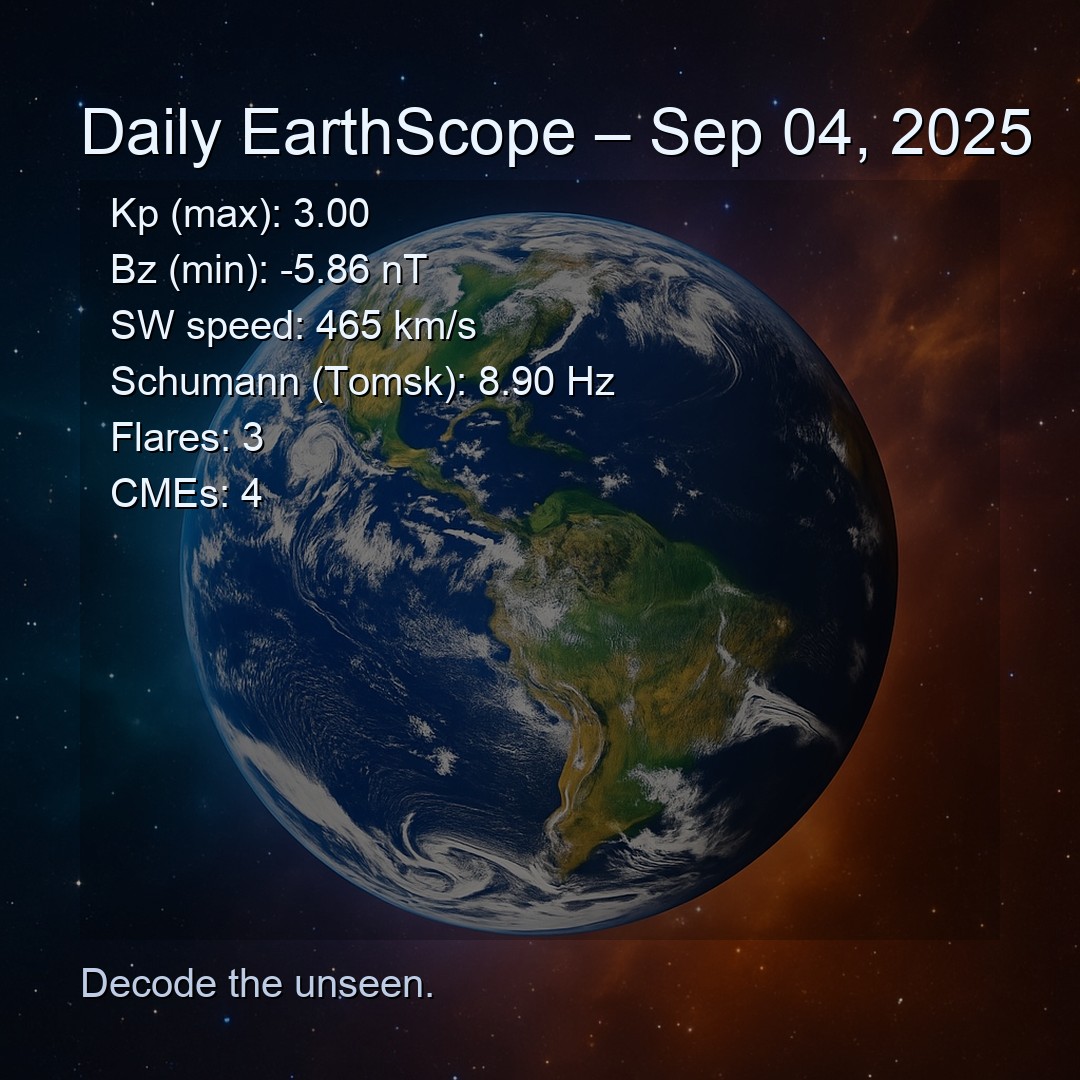 Daily EarthScope – Sep 04, 2025
Kp (max): 3.00
Bz (min): -5.86 nT
SW speed: 465 km/s
Schumann (Tomsk): 8.90 Hz
Flares: 3
CMEs: 4
Decode the unseen.